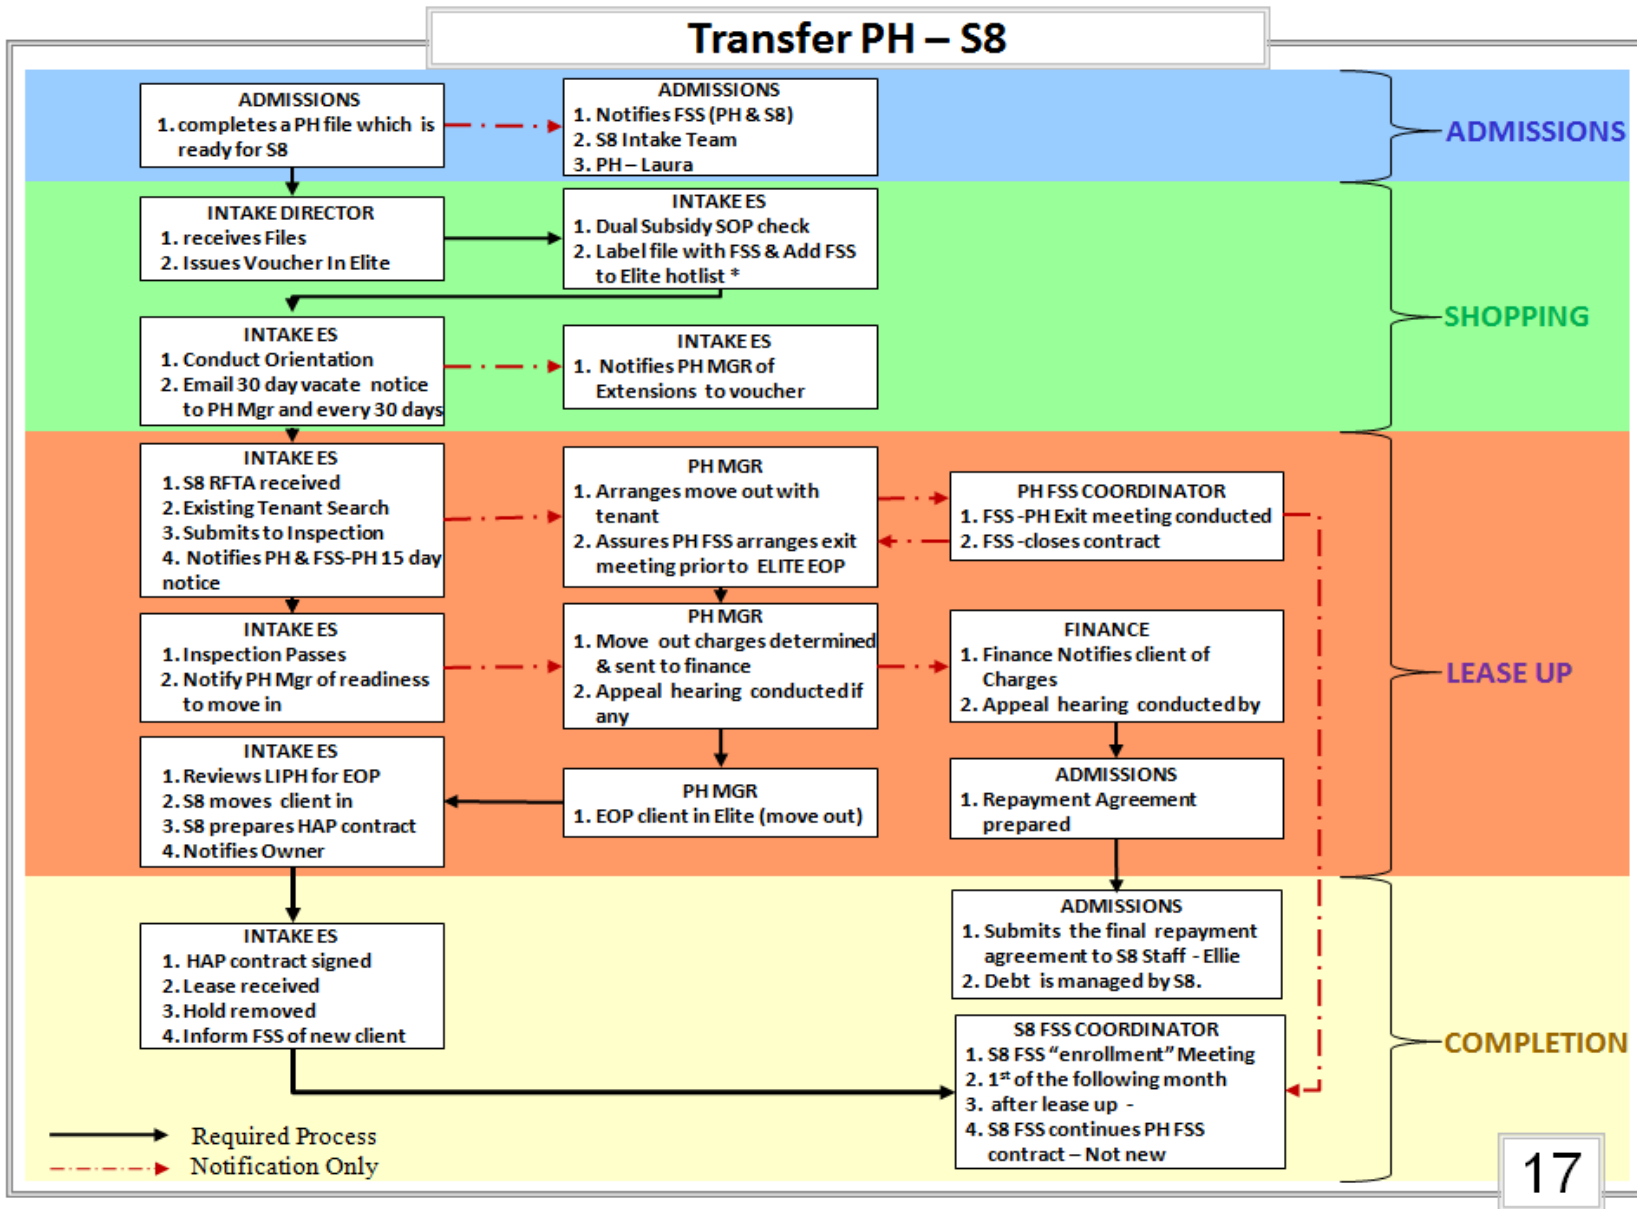 Transfer PH – S8
ADMISSIONS
1. completes a PH file which is
ready for S8
ADMISSIONS
1. Notifies FSS (PH & S8)
2. S8 Intake Team
3. PH – Laura
ADMISSIONS
INTAKE DIRECTOR
1. receives Files
2. Issues Voucher In Elite
INTAKE ES
1. Dual Subsidy SOP check
2. Label file with FSS & Add FSS
to Elite hotlist *
INTAKE ES
1. Conduct Orientation
2. Email 30 day vacate notice
to PH Mgr and every 30 days
INTAKE ES
1. Notifies PH MGR of
Extensions to voucher
SHOPPING
INTAKE ES
1. S8 RFTA received
2. Existing Tenant Search
3. Submits to Inspection
4. Notifies PH & FSS-PH 15 day
notice
PH MGR
1. Arranges move out with
tenant
2. Assures PH FSS arranges exit
meeting prior to ELITE EOP
PH FSS COORDINATOR
1. FSS -PH Exit meeting conducted
2. FSS -closes contract
INTAKE ES
1. Inspection Passes
2. Notify PH Mgr of readiness
to move in
PH MGR
1. Move out charges determined
& sent to finance
2. Appeal hearing conducted if
any
FINANCE
1. Finance Notifies client of
Charges
2. Appeal hearing conducted by
LEASE UP
INTAKE ES
1. Reviews LIPH for EOP
2. S8 moves client in
3. S8 prepares HAP contract
4. Notifies Owner
PH MGR
1. EOP client in Elite (move out)
ADMISSIONS
1. Repayment Agreement
prepared
INTAKE ES
1. HAP contract signed
2. Lease received
3. Hold removed
4. Inform FSS of new client
ADMISSIONS
1. Submits the final repayment
agreement to S8 Staff - Ellie
2. Debt is managed by S8.
S8 FSS COORDINATOR
1. S8 FSS “enrollment” Meeting
2. 1st of the following month
3. after lease up -
4. S8 FSS continues PH FSS
contract – Not new
COMPLETION
Required Process
Notification Only
17